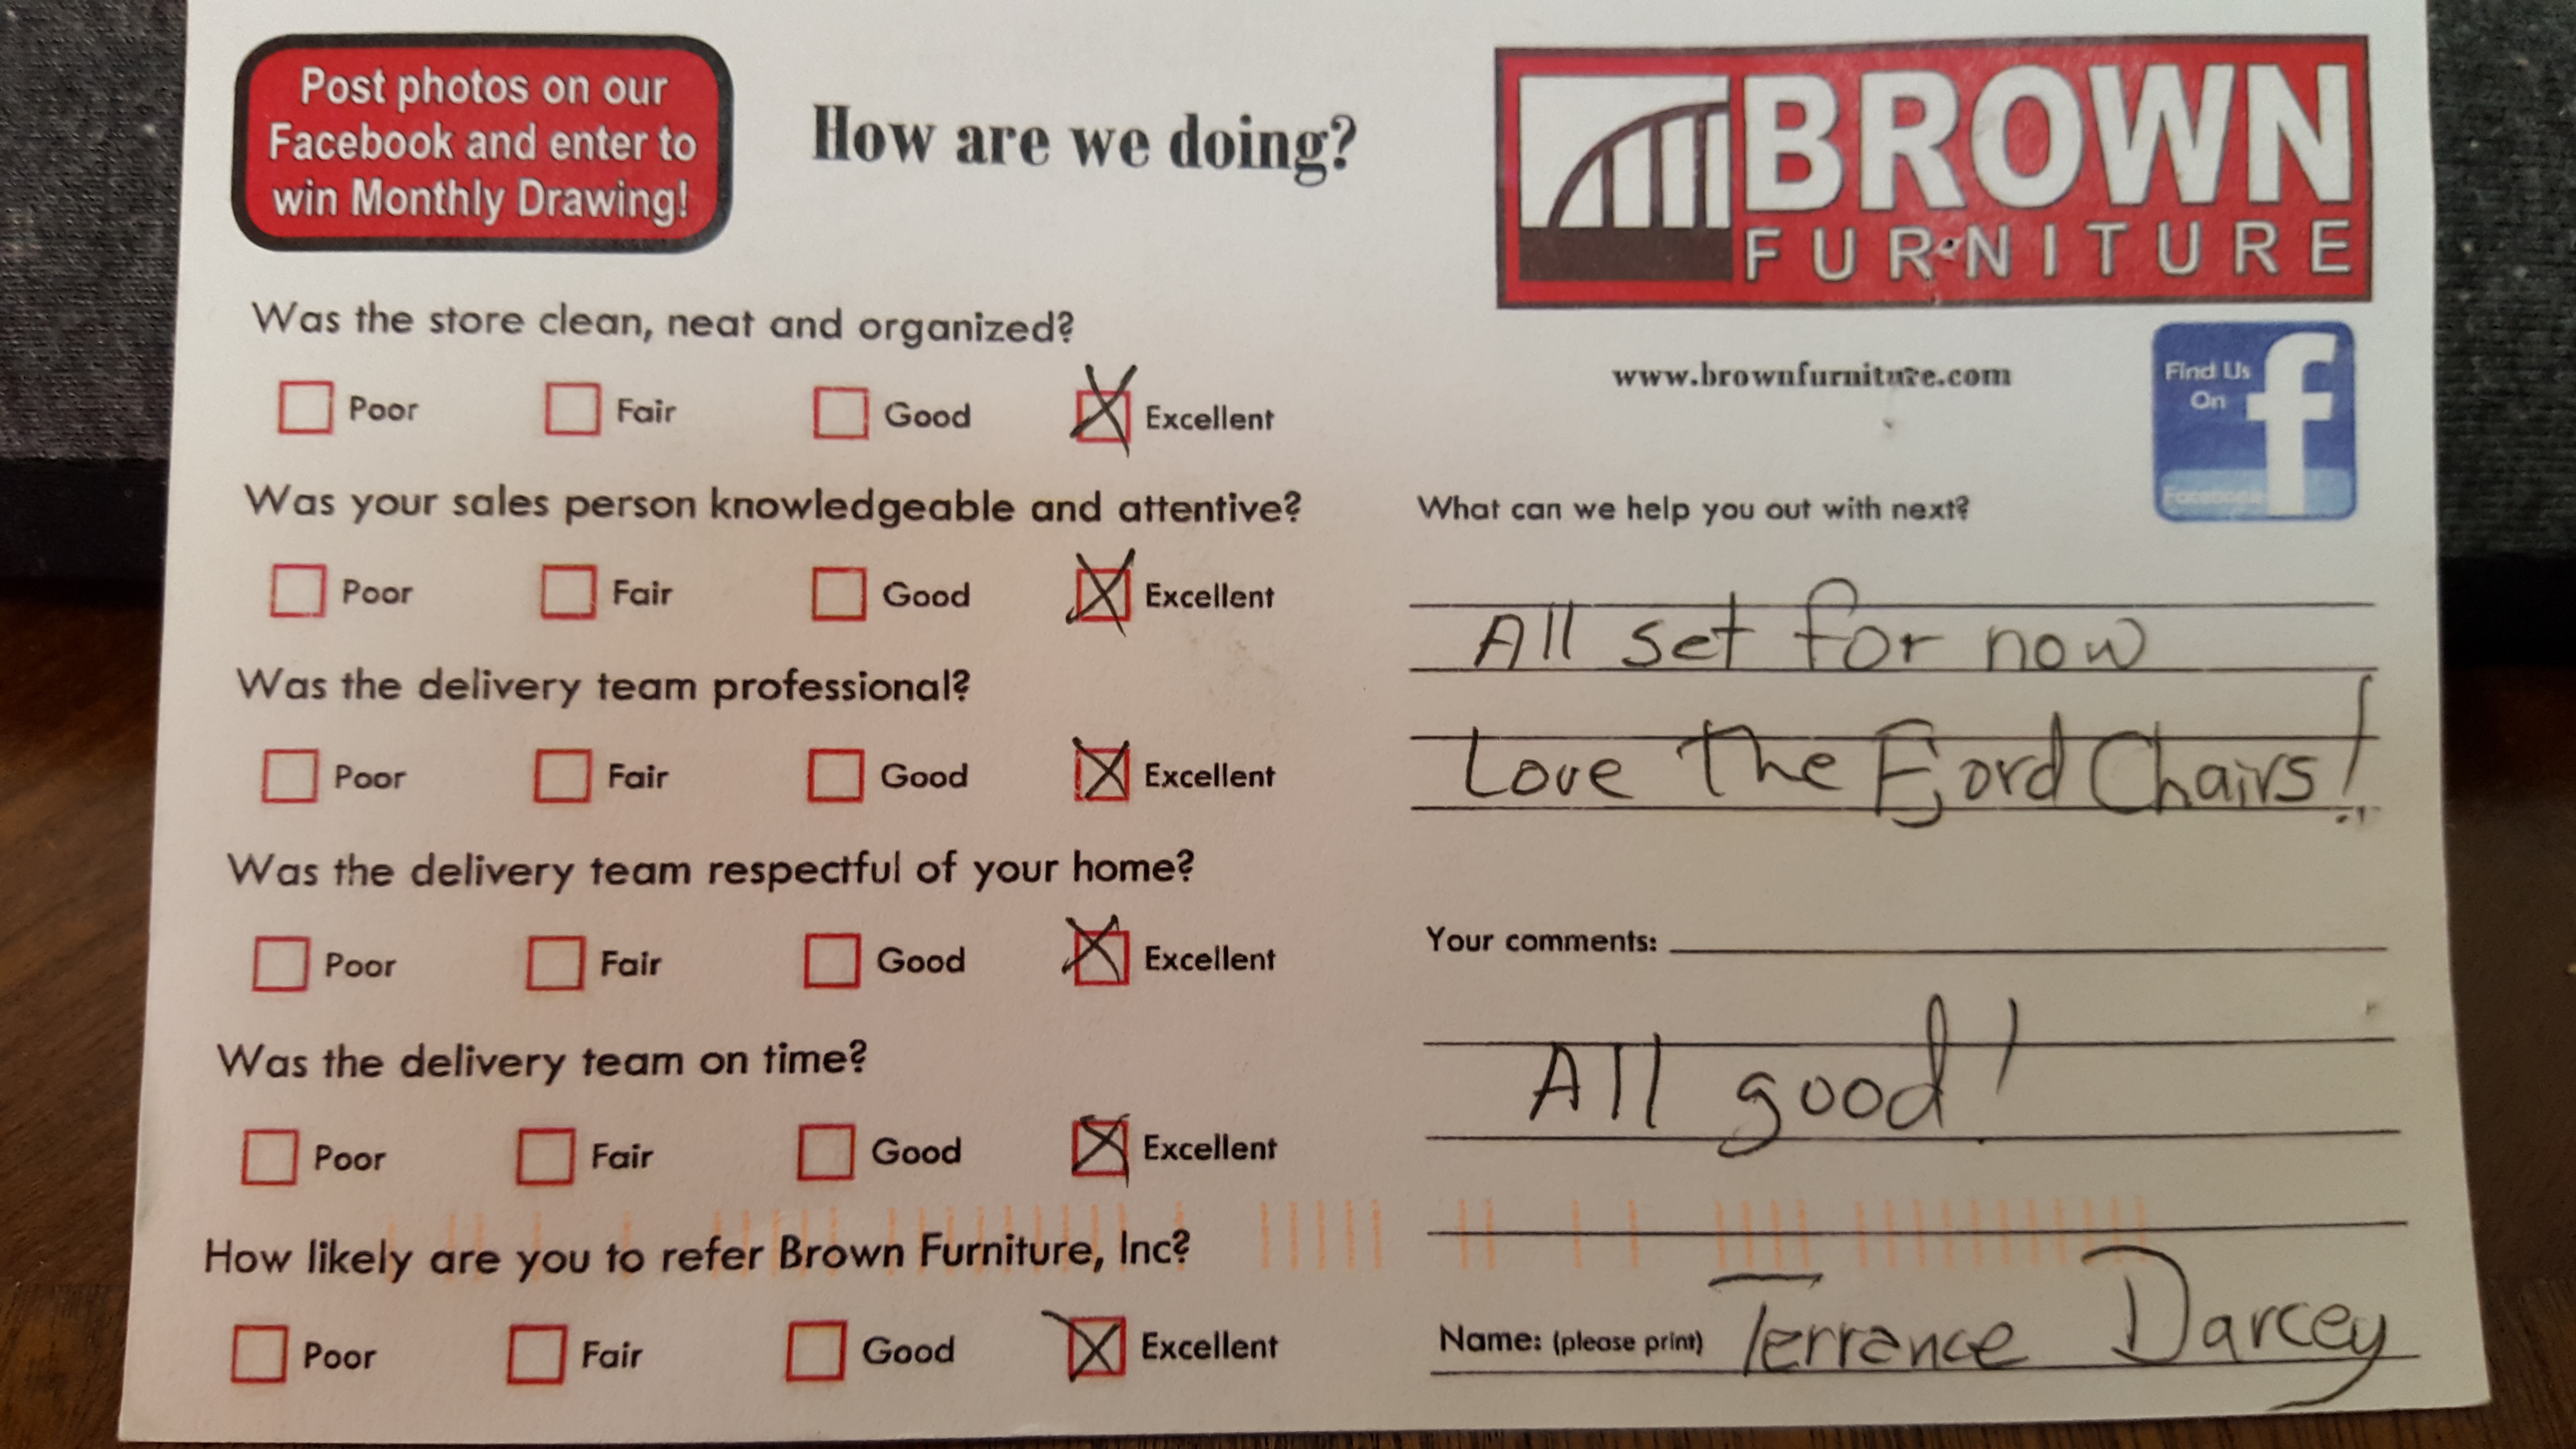 Post photos on our
Facebook and enter to
win Monthly Drawing!
How are we doing?
BROWN
FURNITURE
www.brownfurniture.com
Find Us
On
f
Facebook
Was the store clean, neat and organized?
Poor Fair Good Excellent
Was your sales person knowledgeable and attentive?
Poor Fair Good Excellent
Was the delivery team professional?
Poor Fair Good Excellent
Was the delivery team respectful of your home?
Poor Fair Good Excellent
Was the delivery team on time?
Poor Fair Good Excellent
How likely are you to refer Brown Furniture, Inc?
Poor Fair Good Excellent
What can we help you out with next?
All set for now
Love The Fjord Chairs!
Your comments:
All good!
Name: (please print) Terrance Darcey